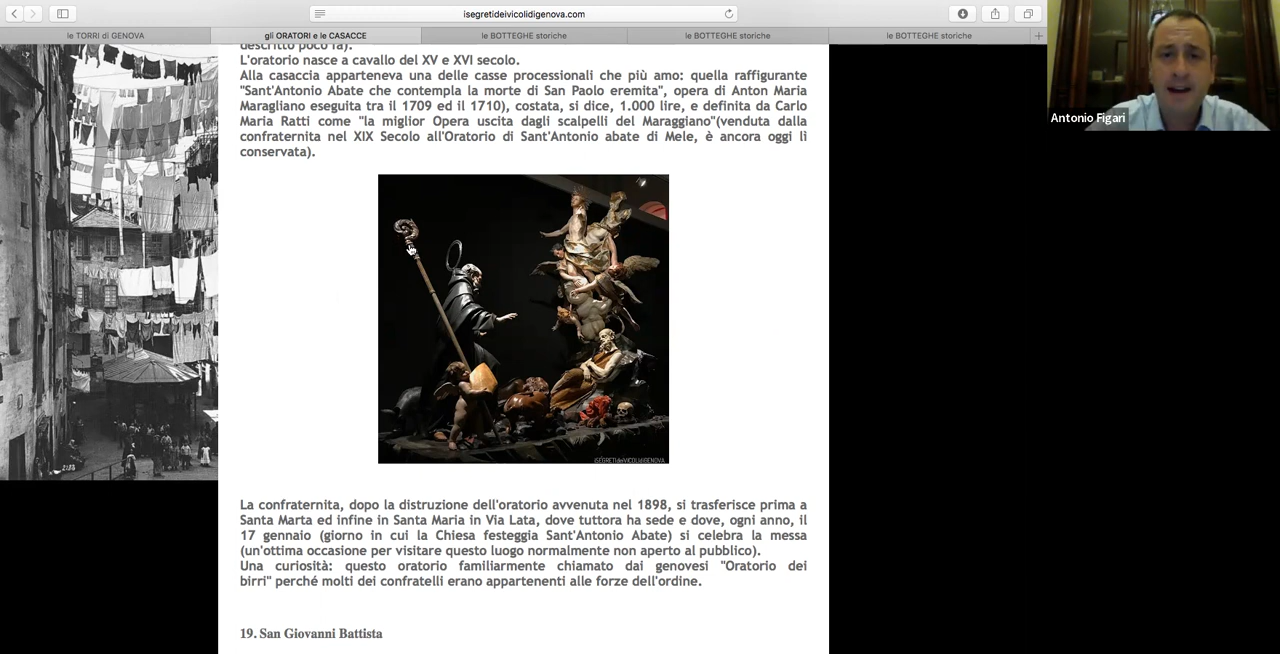 isegretideivicolidigenova.com
le TORRI di GENOVA
gli ORATORI e le CASACCE
le BOTTEGHE storiche
le BOTTEGHE storiche
le BOTTEGHE storiche
Antonio Figari
descritto poco fa).
L'oratorio nasce a cavallo del XV e XVI secolo.
Alla casaccia apparteneva una delle casse processionali che più amo: quella raffigurante
"Sant'Antonio Abate che contempla la morte di San Paolo eremita", opera di Anton Maria
Maragliano eseguita tra il 1709 ed il 1710), costata, si dice, 1.000 lire, e definita da Carlo
Maria Ratti come "la miglior Opera uscita dagli scalpelli del Maraggiano"(venduta dalla
confraternita nel XIX Secolo all'Oratorio di Sant'Antonio abate di Mele, è ancora oggi lì
conservata).
iSEGRETIdeiVICOLIdiGENOVA
La confraternita, dopo la distruzione dell'oratorio avvenuta nel 1898, si trasferisce prima a
Santa Marta ed infine in Santa Maria in Via Lata, dove tuttora ha sede e dove, ogni anno, il
17 gennaio (giorno in cui la Chiesa festeggia Sant'Antonio Abate) si celebra la messa
(un'ottima occasione per visitare questo luogo normalmente non aperto al pubblico).
Una curiosità: questo oratorio familiarmente chiamato dai genovesi "Oratorio dei
birri" perché molti dei confratelli erano appartenenti alle forze dell'ordine.
19. San Giovanni Battista